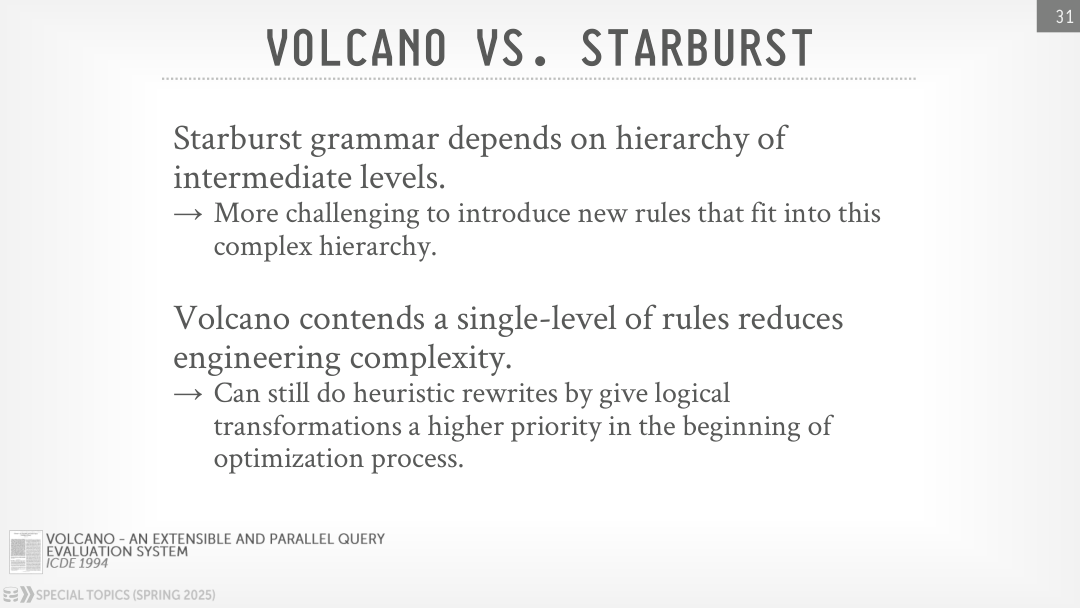 31
VOLCANO VS. STARBURST
Starburst grammar depends on hierarchy of
intermediate levels.
→ More challenging to introduce new rules that fit into this
complex hierarchy.
Volcano contends a single-level of rules reduces
engineering complexity.
→ Can still do heuristic rewrites by give logical
transformations a higher priority in the beginning of
optimization process.
VOLCANO - AN EXTENSIBLE AND PARALLEL QUERY
EVALUATION SYSTEM
ICDE 1994
SPECIAL TOPICS (SPRING 2025)